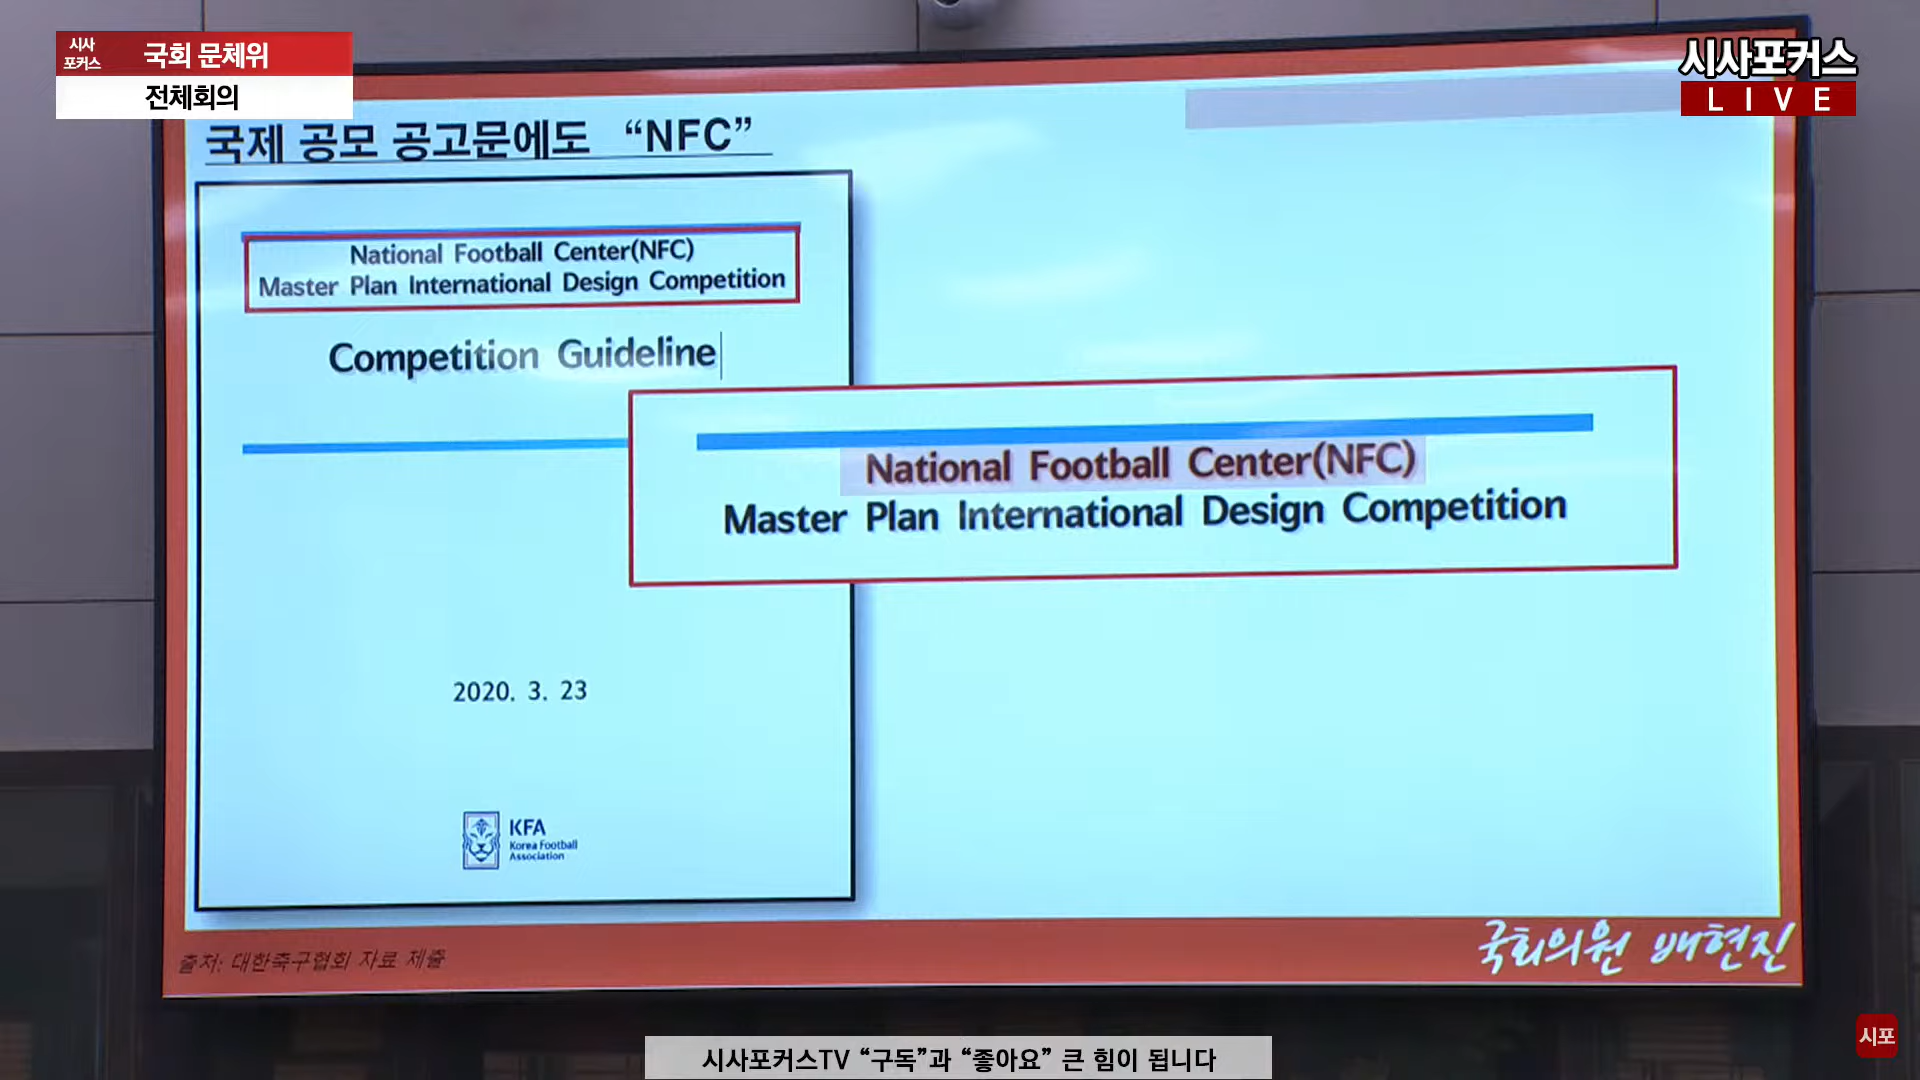 시사
포커스
국회 문체위
전체회의
시사포커스
LIVE
국제 공모 공고문에도 “NFC”
National Football Center(NFC)
Master Plan International Design Competition
Competition Guideline
National Football Center(NFC)
Master Plan International Design Competition
2020. 3. 23
KFA
Korea Football
Association
출처: 대한축구협회 자료 제출
국회의원 배현진
시포
시사포커스TV “구독”과 “좋아요” 큰 힘이 됩니다